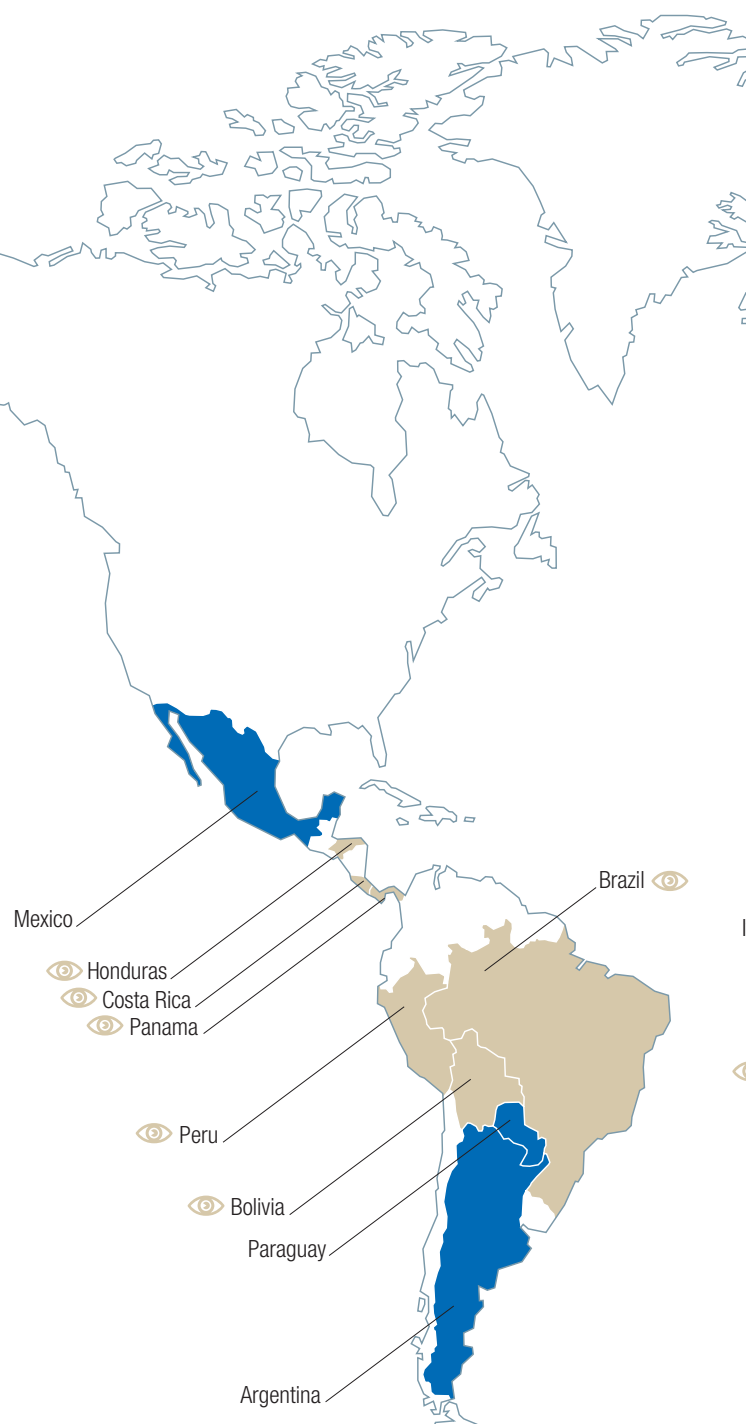 Brazil
Mexico
Honduras
Costa Rica
Panama
Peru
Bolivia
Paraguay
Argentina